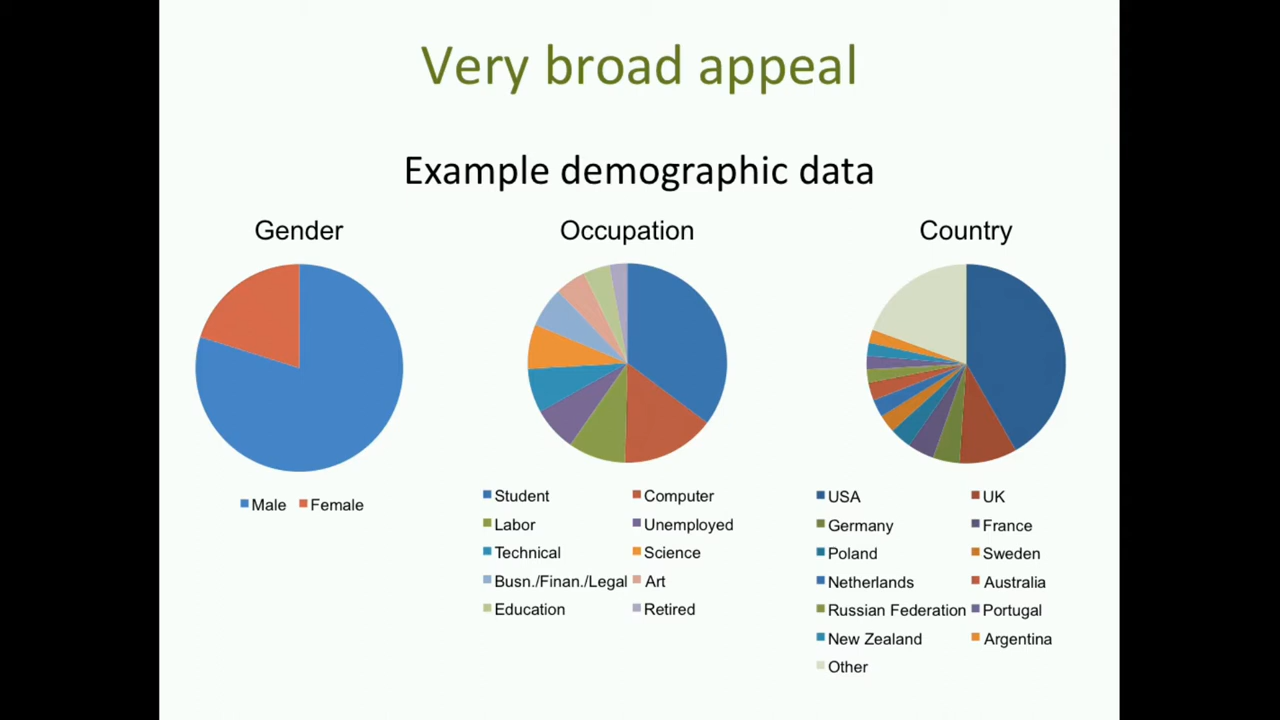 Very broad appeal
Example demographic data
Gender
Male Female
Occupation
Student Computer
Labor Unemployed
Technical Science
Busn./Finan./Legal Art
Education Retired
Country
USA UK
Germany France
Poland Sweden
Netherlands Australia
Russian Federation Portugal
New Zealand Argentina
Other